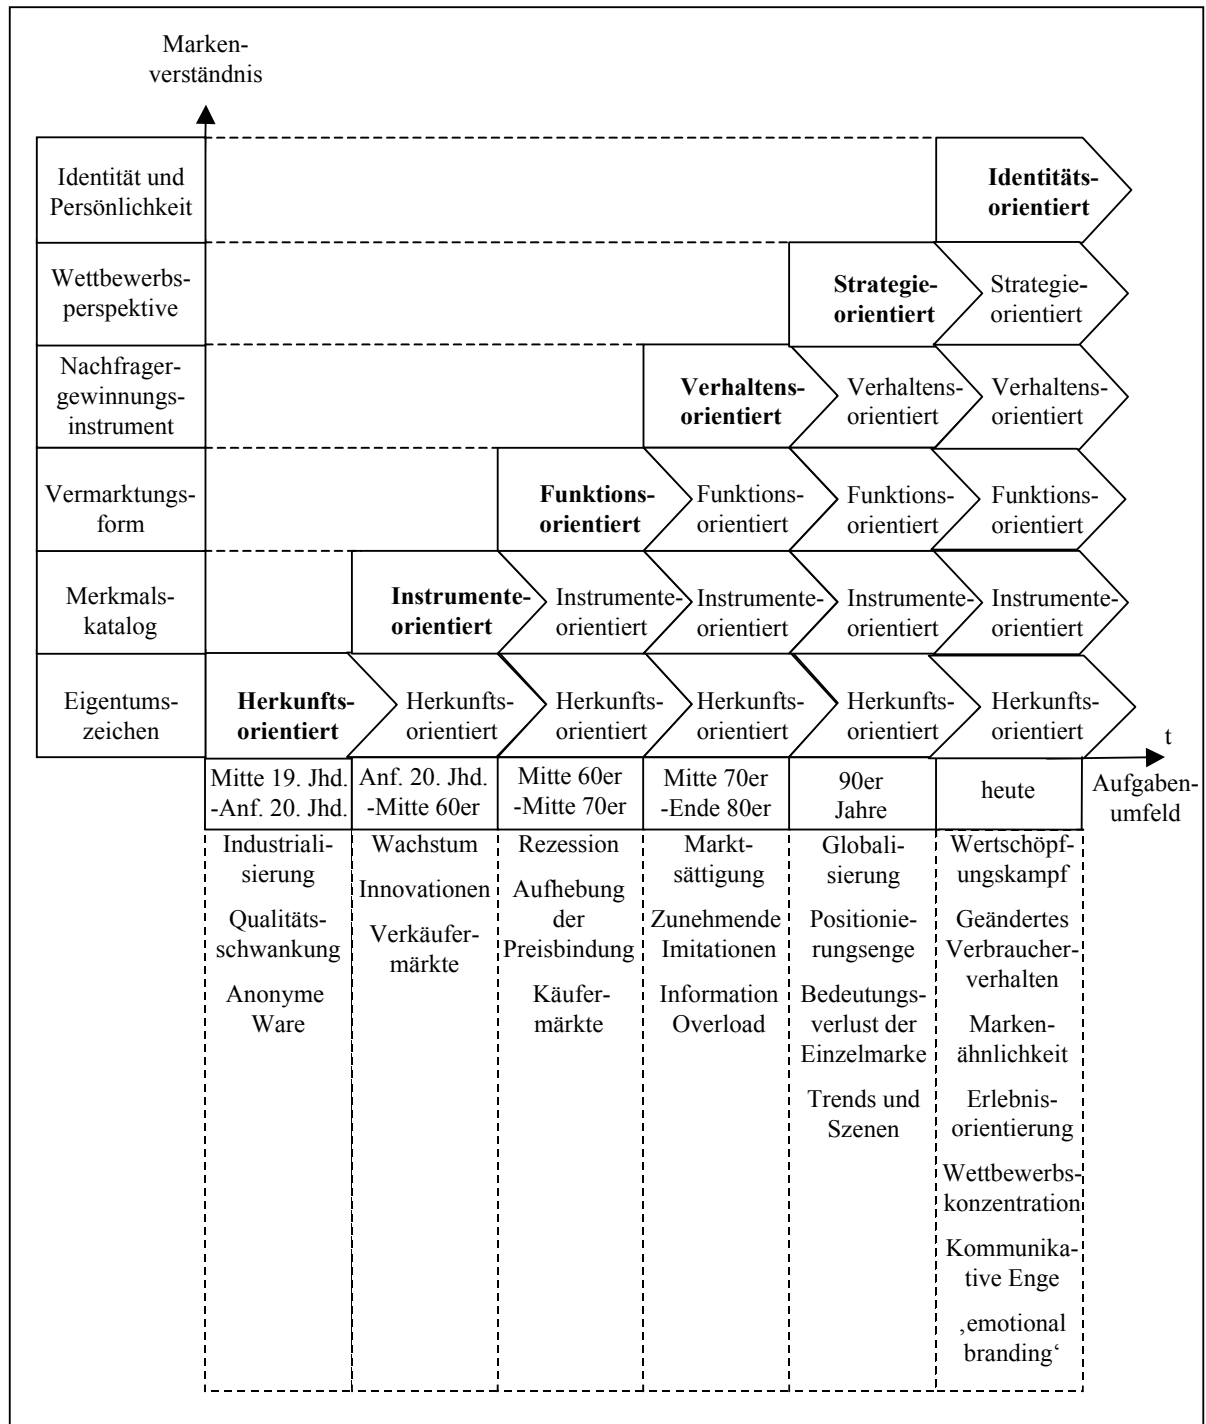 Marken-
verständnis
Identität und
Persönlichkeit
Identitäts-
orientiert
Wettbewerbs-
perspektive
Strategie-
orientiert
Strategie-
orientiert
Nachfrager-
gewinnungs-
instrument
Verhaltens-
orientiert
Verhaltens-
orientiert
Verhaltens-
orientiert
Vermarktungs-
form
Funktions-
orientiert
Funktions-
orientiert
Funktions-
orientiert
Funktions-
orientiert
Merkmals-
katalog
Instrumente-
orientiert
Instrumente-
orientiert
Instrumente-
orientiert
Instrumente-
orientiert
Instrumente-
orientiert
Eigentums-
zeichen
Herkunfts-
orientiert
Herkunfts-
orientiert
Herkunfts-
orientiert
Herkunfts-
orientiert
Herkunfts-
orientiert
Herkunfts-
orientiert
t
Aufgaben-
umfeld
Mitte 19. Jhd.
-Anf. 20. Jhd.
Anf. 20. Jhd.
-Mitte 60er
Mitte 60er
-Mitte 70er
Mitte 70er
-Ende 80er
90er
Jahre
heute
Industriali-
sierung
Qualitäts-
schwankung
Anonyme
Ware
Wachstum
Innovationen
Verkäufer-
märkte
Rezession
Aufhebung
der
Preisbindung
Käufer-
märkte
Markt-
sättigung
Zunehmende
Imitationen
Information
Overload
Globali-
sierung
Positionie-
rungsenge
Bedeutungs-
verlust der
Einzelmarke
Trends und
Szenen
Wertschöpf-
ungskampf
Geändertes
Verbraucher-
verhalten
Marken-
ähnlichkeit
Erlebnis-
orientierung
Wettbewerbs-
konzentration
Kommunika-
tive Enge
‚emotional
branding‘